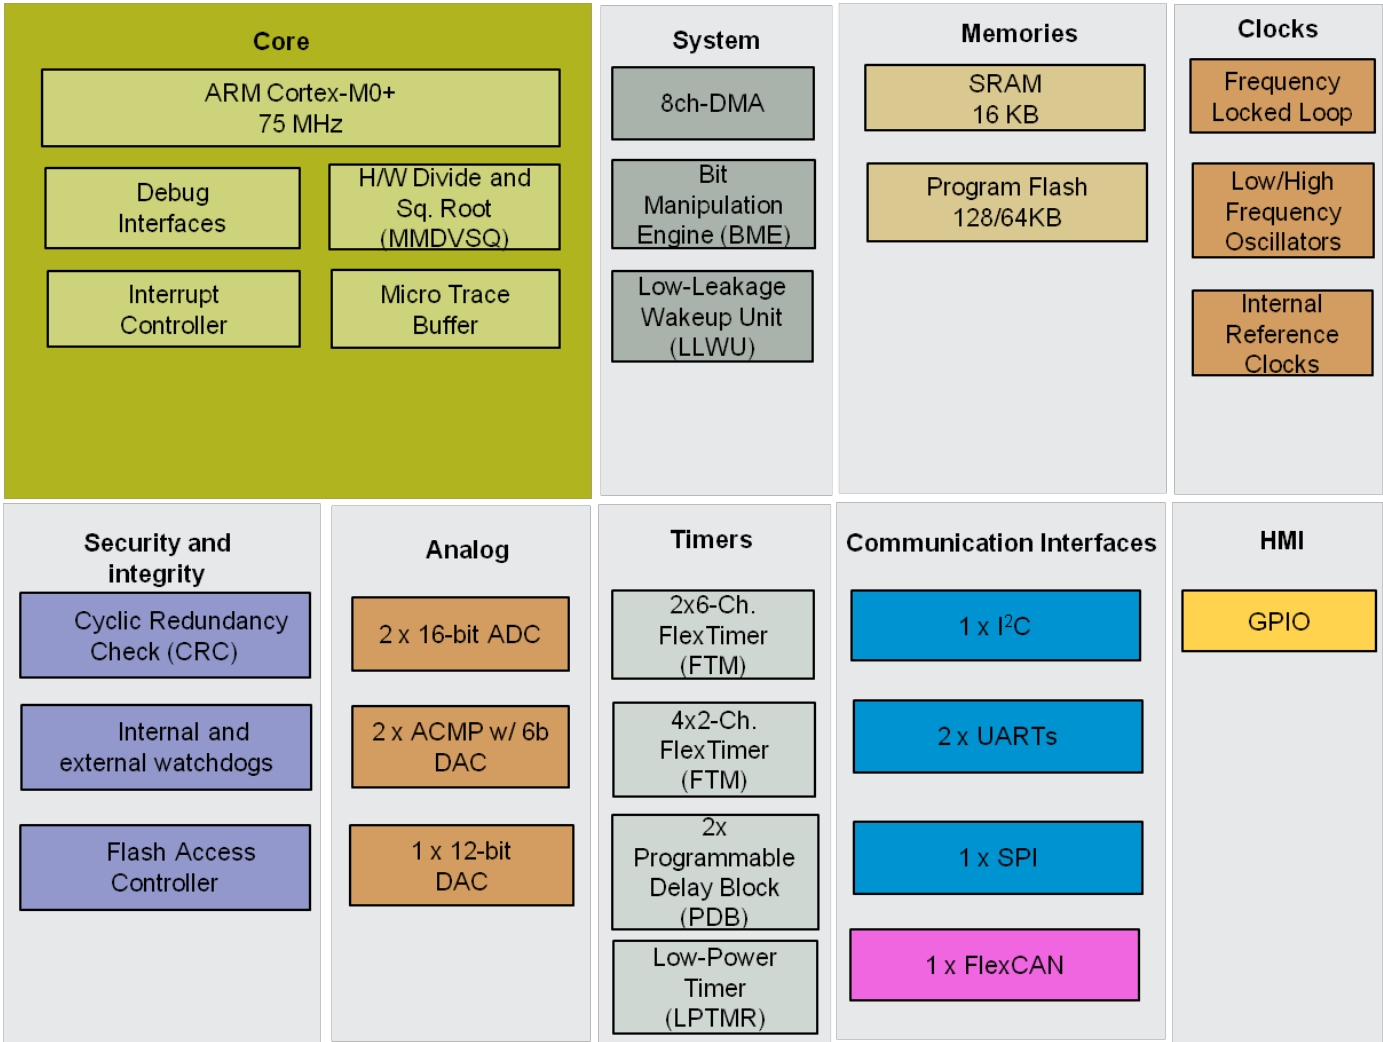 Core
ARM Cortex-M0+
75 MHz
Debug
Interfaces
H/W Divide and
Sq. Root
(MMDVSQ)
Interrupt
Controller
Micro Trace
Buffer
System
8ch-DMA
Bit
Manipulation
Engine (BME)
Low-Leakage
Wakeup Unit
(LLWU)
Memories
SRAM
16 KB
Program Flash
128/64KB
Clocks
Frequency
Locked Loop
Low/High
Frequency
Oscillators
Internal
Reference
Clocks
Security and
integrity
Cyclic Redundancy
Check (CRC)
Internal and
external watchdogs
Flash Access
Controller
Analog
2 x 16-bit ADC
2 x ACMP w/ 6b
DAC
1 x 12-bit
DAC
Timers
2x6-Ch.
FlexTimer
(FTM)
4x2-Ch.
FlexTimer
(FTM)
2x
Programmable
Delay Block
(PDB)
Low-Power
Timer
(LPTMR)
Communication Interfaces
1 x I²C
2 x UARTs
1 x SPI
1 x FlexCAN
HMI
GPIO